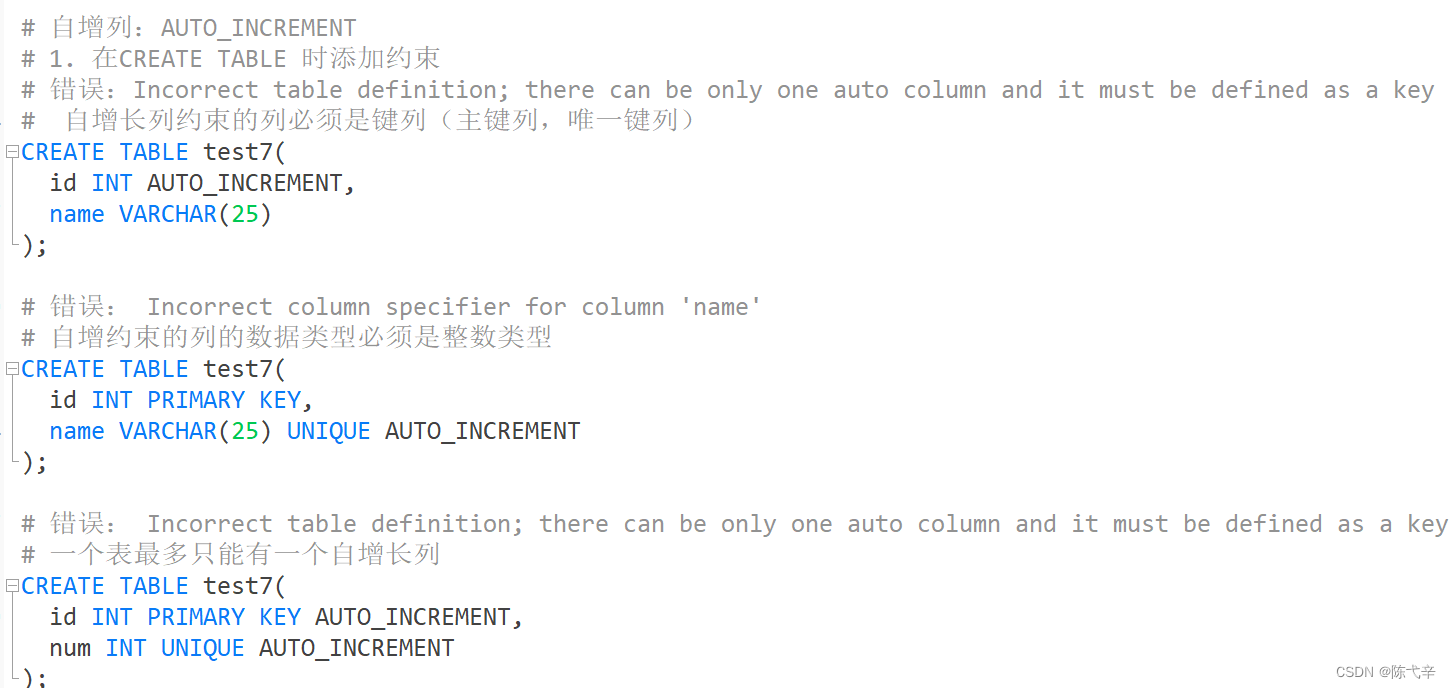 # 自增列：AUTO_INCREMENT
# 1. 在CREATE TABLE 时添加约束
# 错误：Incorrect table definition; there can be only one auto column and it must be defined as a key
#  自增长列约束的列必须是键列（主键列，唯一键列）
CREATE TABLE test7(
  id INT AUTO_INCREMENT,
  name VARCHAR(25)
);
# 错误： Incorrect column specifier for column 'name'
# 自增约束的列的数据类型必须是整数类型
CREATE TABLE test7(
  id INT PRIMARY KEY,
  name VARCHAR(25) UNIQUE AUTO_INCREMENT
);
# 错误： Incorrect table definition; there can be only one auto column and it must be defined as a key
# 一个表最多只能有一个自增长列
CREATE TABLE test7(
  id INT PRIMARY KEY AUTO_INCREMENT,
  num INT UNIQUE AUTO_INCREMENT
);
CSDN @陈弋辛